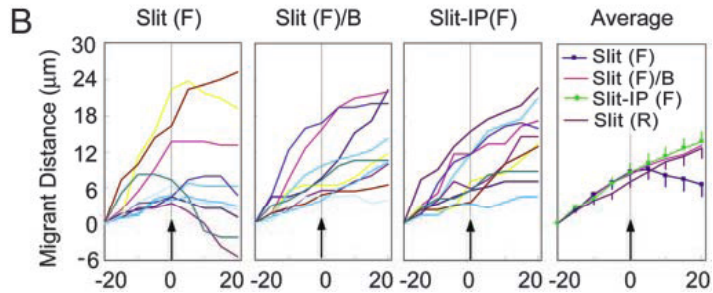 B
Slit (F)
Slit (F)/B
Slit-IP(F)
Average
Migrant Distance (μm)
30
24
18
12
6
0
-6
Slit (F)
Slit (F)/B
Slit-IP (F)
Slit (R)
-20 0 20 -20 0 20 -20 0 20 -20 0 20